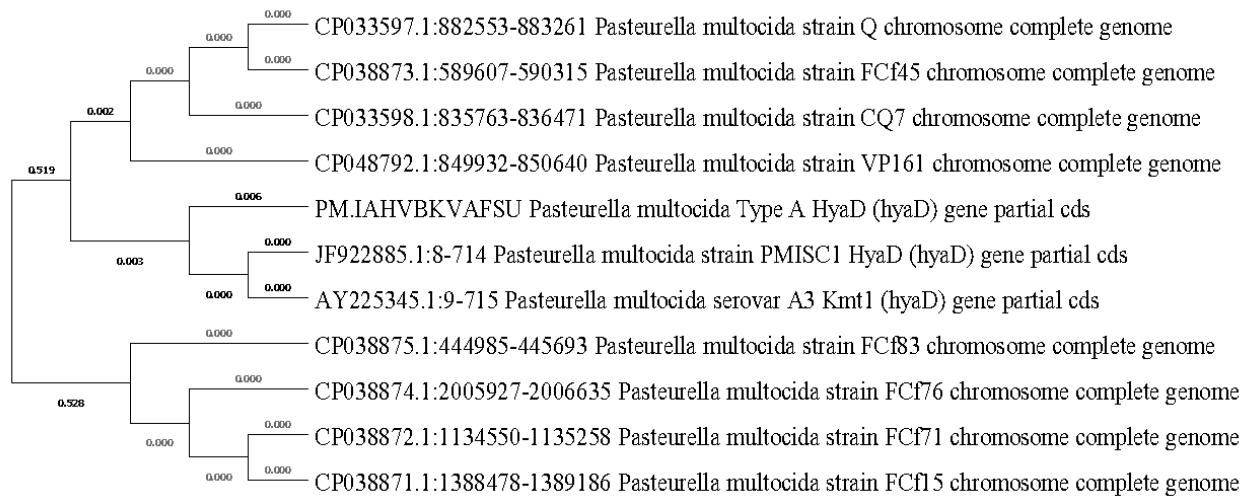 0.000
CP033597.1:882553-883261 Pasteurella multocida strain Q chromosome complete genome
0.000
0.000
CP038873.1:589607-590315 Pasteurella multocida strain FCf45 chromosome complete genome
0.000
0.000
CP033598.1:835763-836471 Pasteurella multocida strain CQ7 chromosome complete genome
0.002
0.000
CP048792.1:849932-850640 Pasteurella multocida strain VP161 chromosome complete genome
0.519
0.006
PM.IAHVBKVAFSU Pasteurella multocida Type A HyaD (hyaD) gene partial cds
0.003
0.000
JF922885.1:8-714 Pasteurella multocida strain PMISC1 HyaD (hyaD) gene partial cds
0.000
0.000
AY225345.1:9-715 Pasteurella multocida serovar A3 Kmt1 (hyaD) gene partial cds
0.000
CP038875.1:444985-445693 Pasteurella multocida strain FCf83 chromosome complete genome
0.528
0.000
CP038874.1:2005927-2006635 Pasteurella multocida strain FCf76 chromosome complete genome
0.000
0.000
CP038872.1:1134550-1135258 Pasteurella multocida strain FCf71 chromosome complete genome
0.000
0.000
CP038871.1:1388478-1389186 Pasteurella multocida strain FCf15 chromosome complete genome